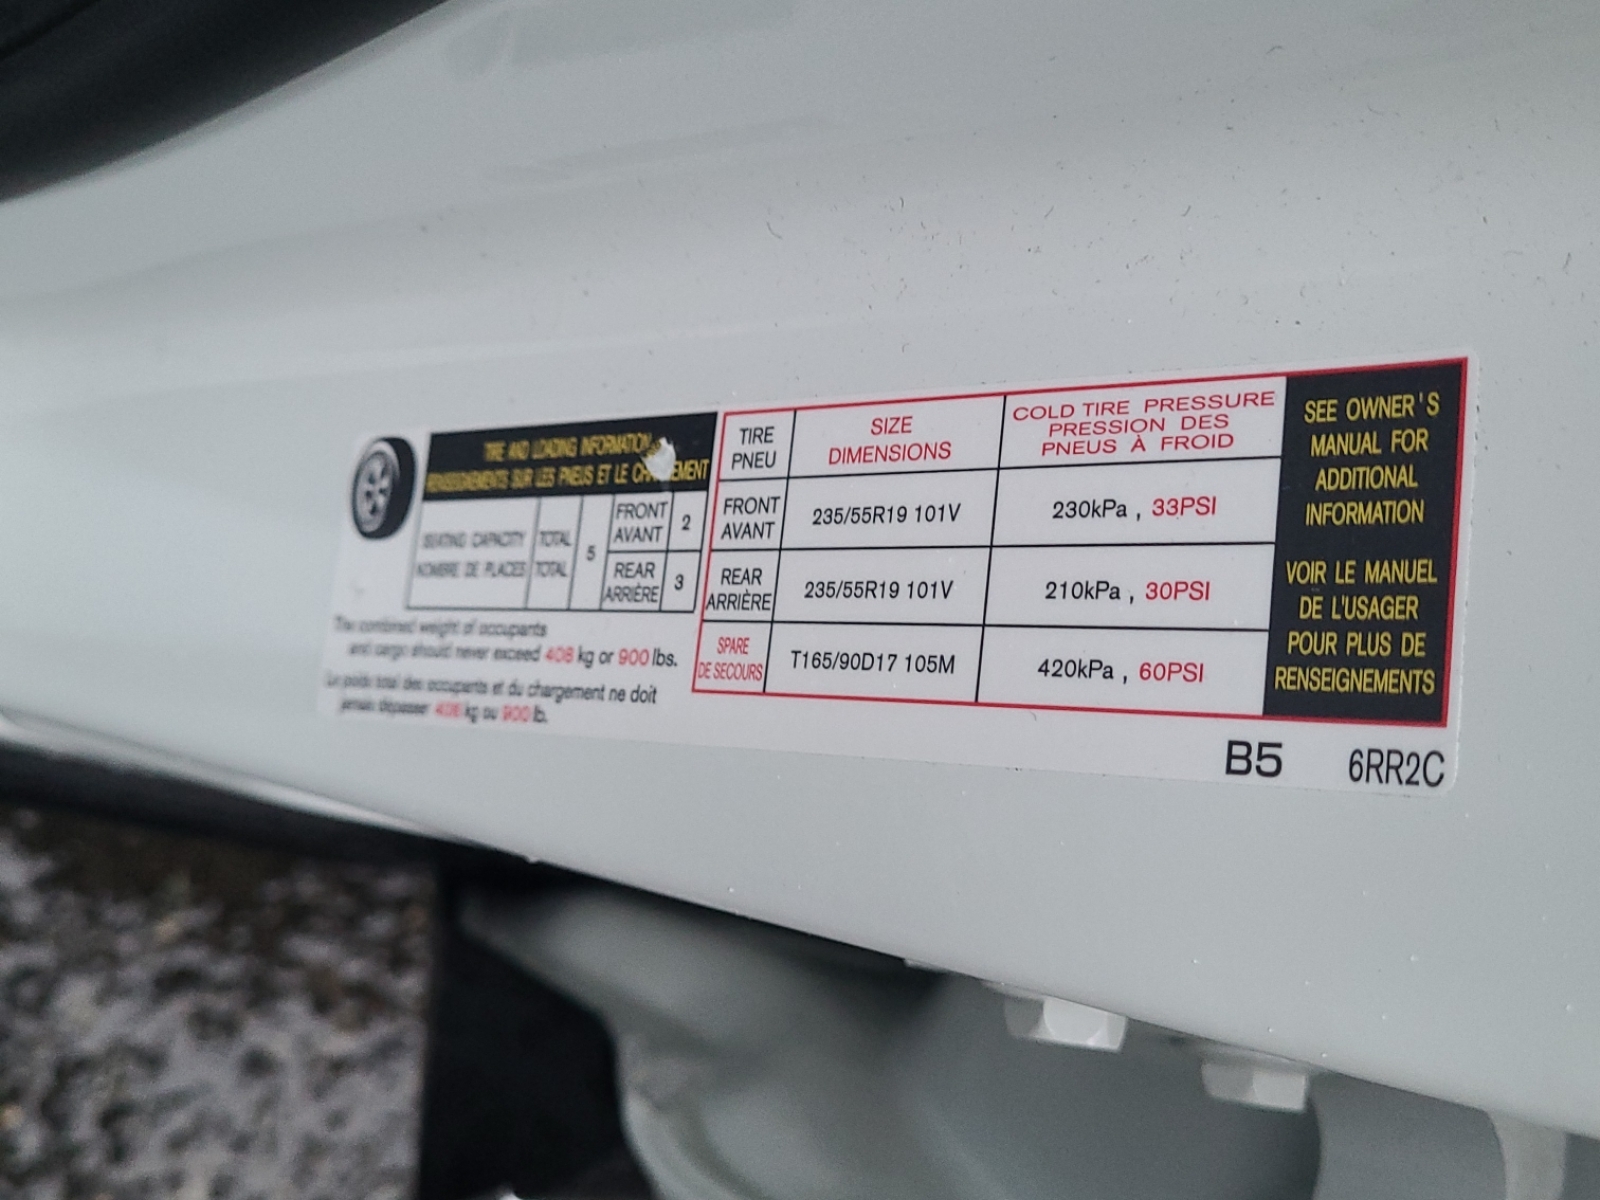 TIRE AND LOADING INFORMATION
RENSEIGNEMENTS SUR LES PNEUS ET LE CHARGEMENT
SEATING CAPACITY TOTAL 5 FRONT 2
NOMBRE DE PLACES TOTAL AVANT
REAR 3
ARRIÈRE
The combined weight of occupants
and cargo should never exceed 408 kg or 900 lbs.
Le poids total des occupants et du chargement ne doit
jamais dépasser 408 kg ou 900 lb.
TIRE
PNEU
SIZE
DIMENSIONS
COLD TIRE PRESSURE
PRESSION DES
PNEUS À FROID
FRONT
AVANT
235/55R19 101V
230kPa , 33PSI
REAR
ARRIÈRE
235/55R19 101V
210kPa , 30PSI
SPARE
DE SECOURS
T165/90D17 105M
420kPa , 60PSI
SEE OWNER'S
MANUAL FOR
ADDITIONAL
INFORMATION
VOIR LE MANUEL
DE L'USAGER
POUR PLUS DE
RENSEIGNEMENTS
B5 6RR2C